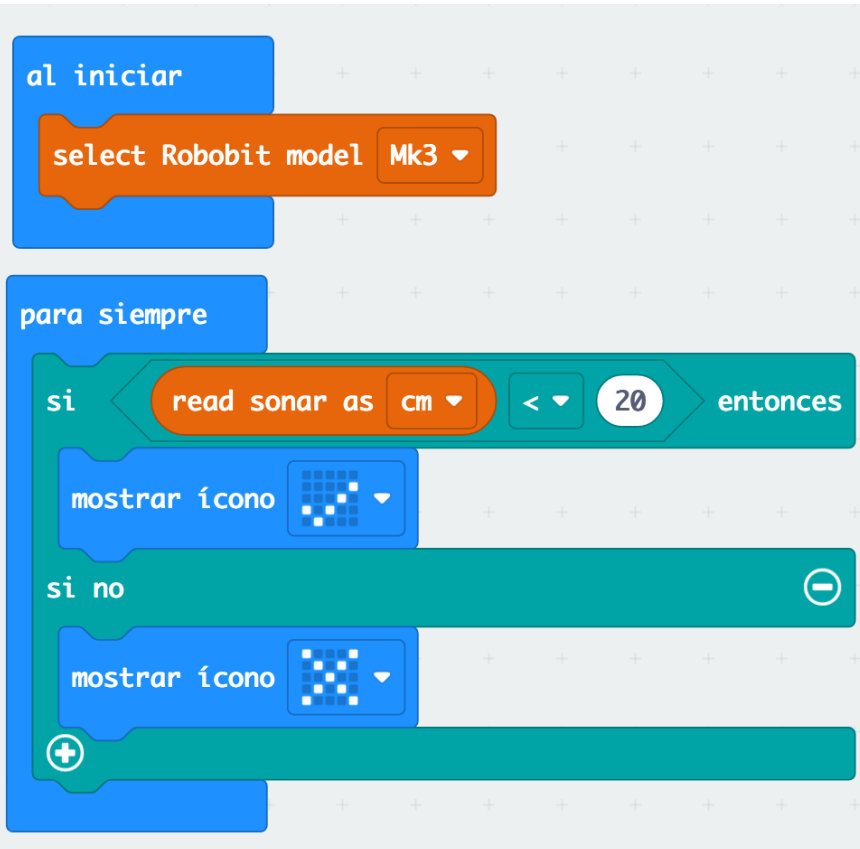 al iniciar
select Robobit model Mk3
para siempre
si read sonar as cm < 20 entonces
mostrar ícono
si no
mostrar ícono